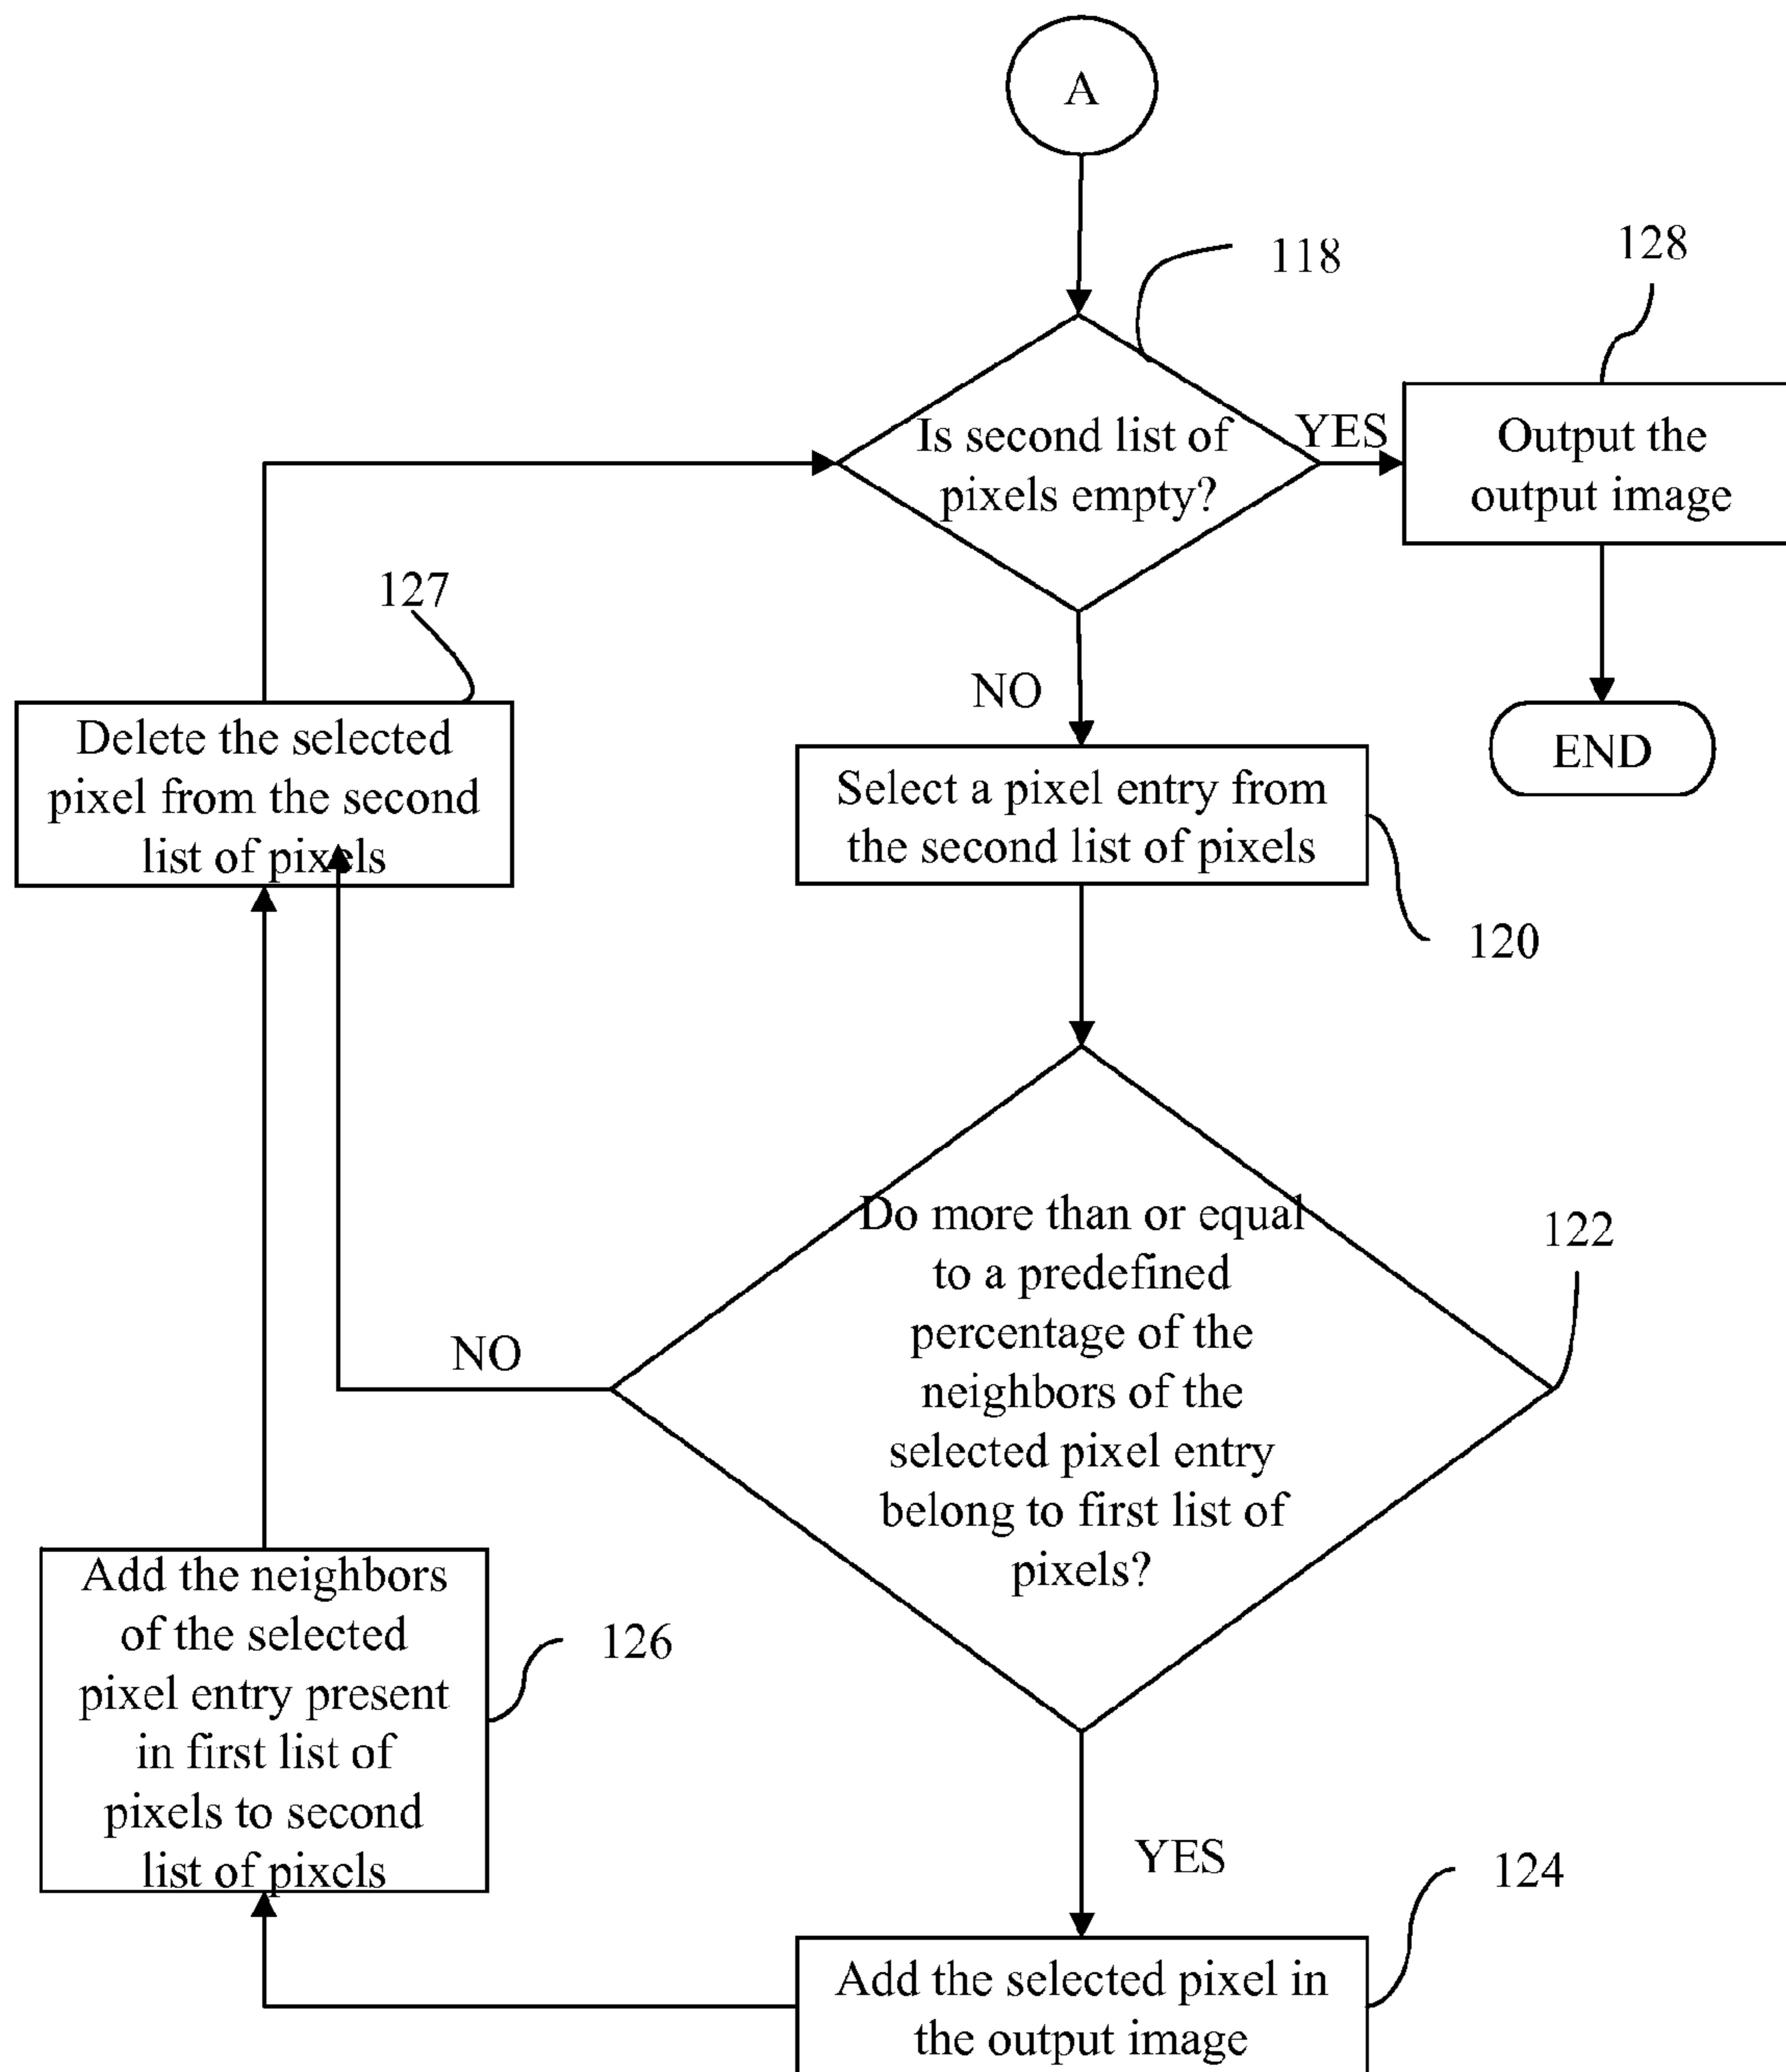 A
118
128
Is second list of
pixels empty?
YES
Output the
output image
127
NO
END
Delete the selected
pixel from the second
list of pixels
Select a pixel entry from
the second list of pixels
120
Do more than or equal
to a predefined
percentage of the
neighbors of the
selected pixel entry
belong to first list of
pixels?
122
NO
Add the neighbors
of the selected
pixel entry present
in first list of
pixels to second
list of pixels
126
YES
124
Add the selected pixel in
the output image